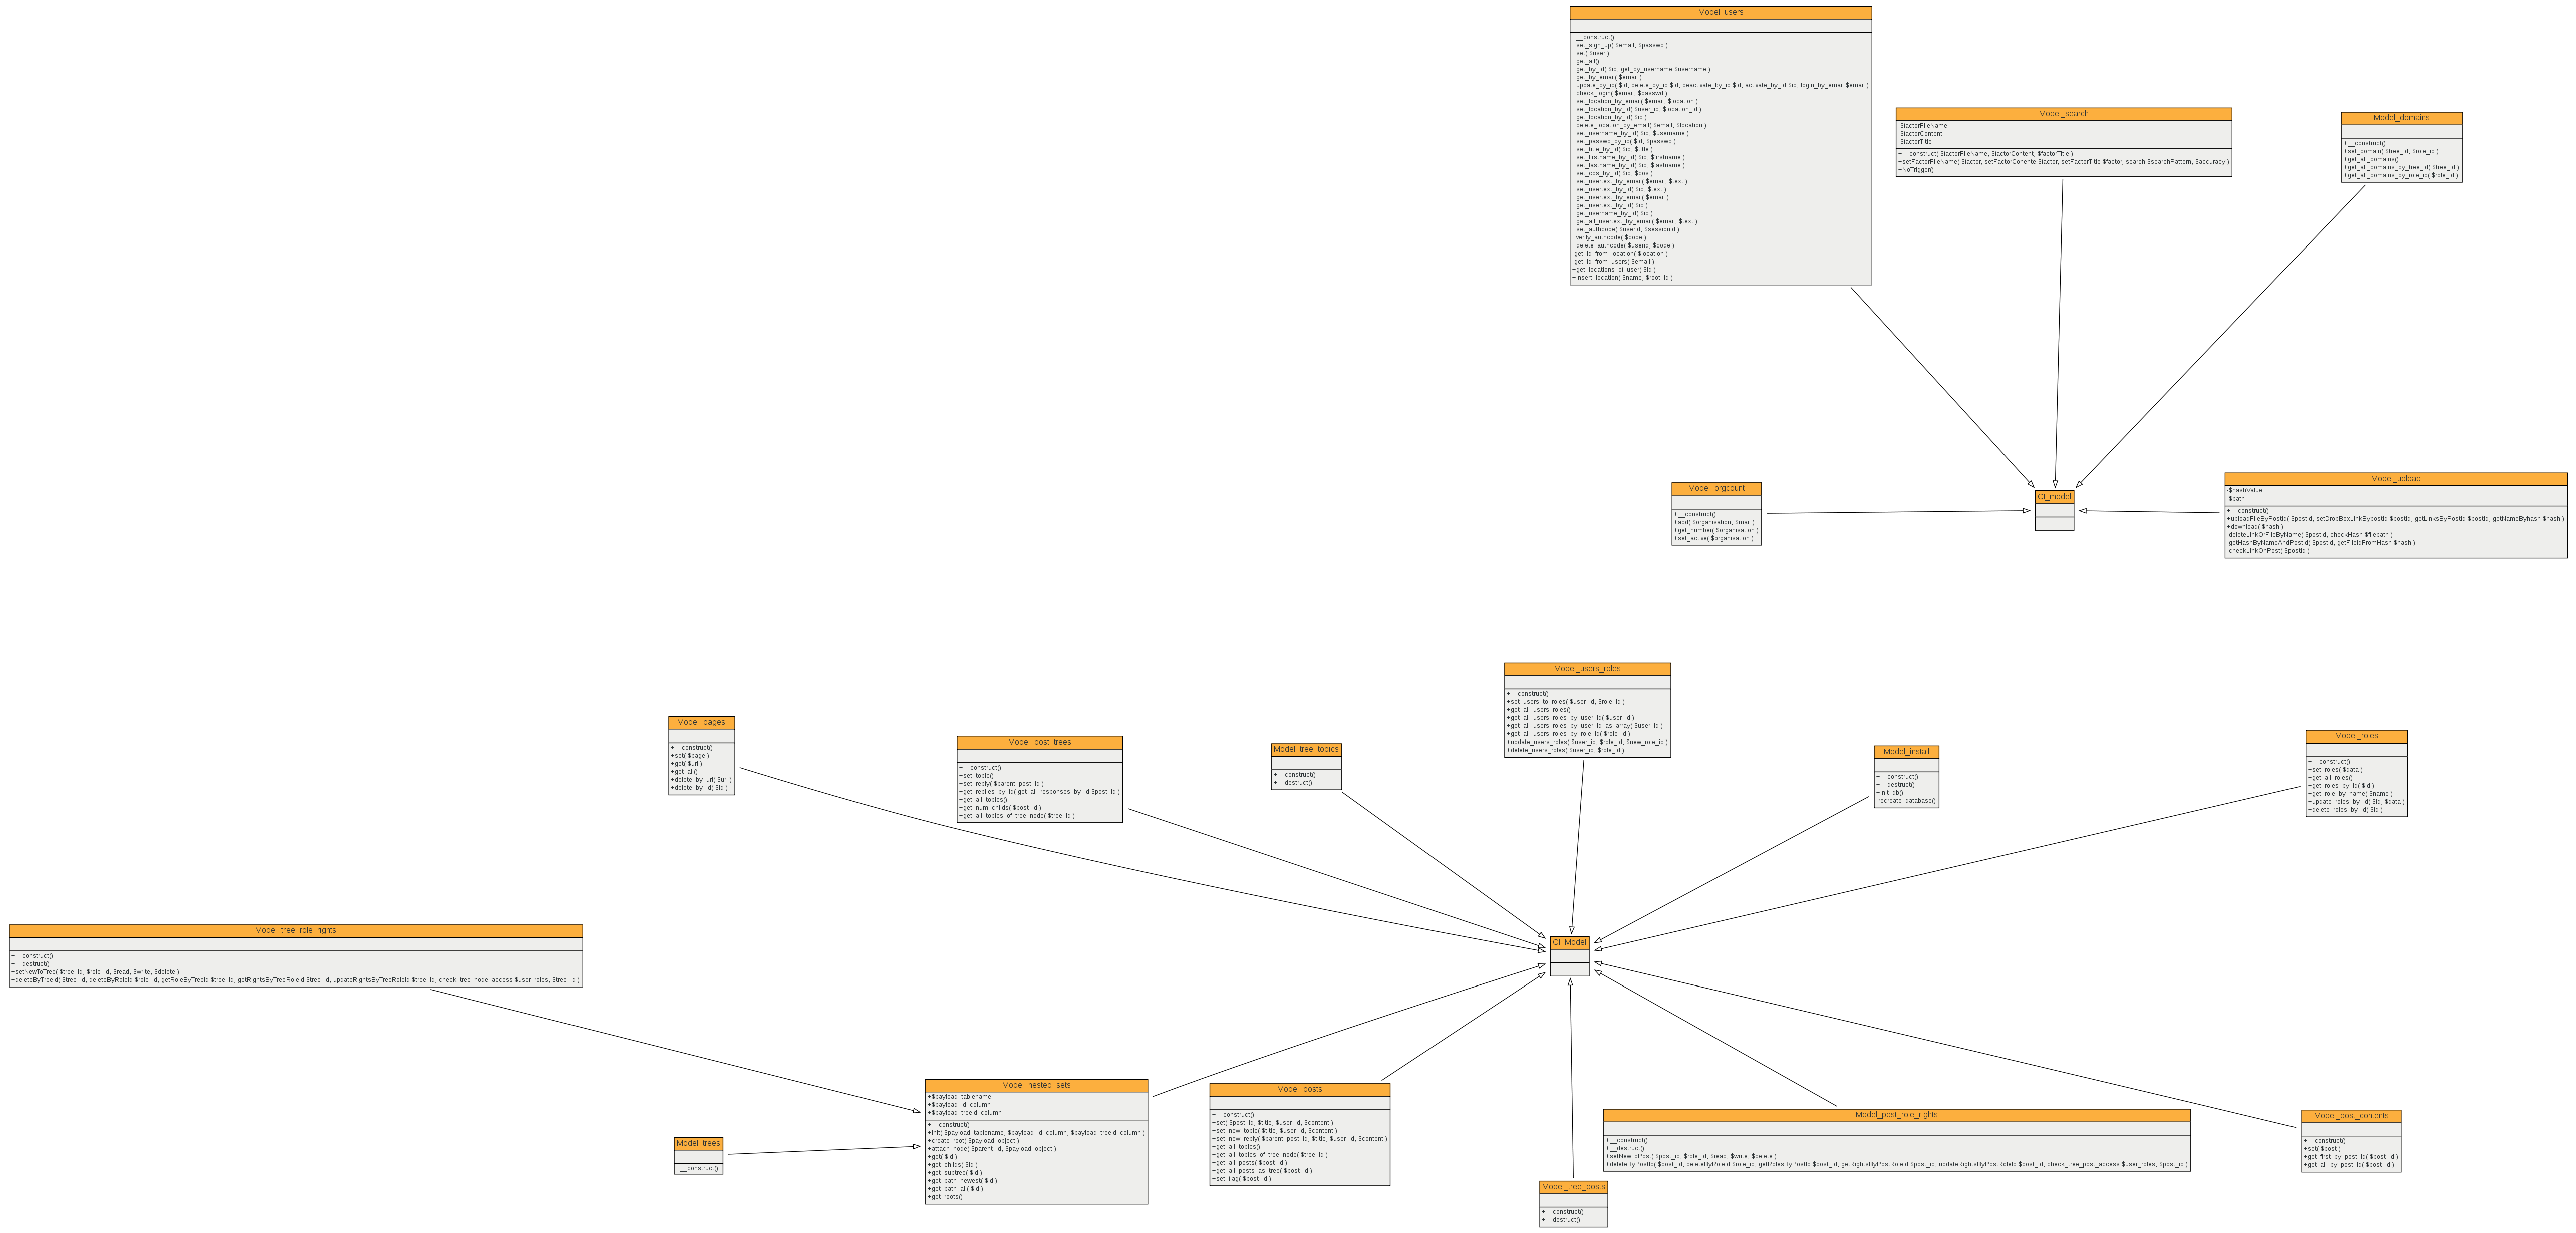 Model_users
+__construct()
+set_sign_up( $email, $passwd )
+set( $user )
+get_all()
+get_by_id( $id, get_by_username $username )
+get_by_email( $email )
+update_by_id( $id, delete_by_id $id, deactivate_by_id $id, activate_by_id $id, login_by_email $email )
+check_login( $email, $passwd )
+set_location_by_email( $email, $location )
+set_location_by_id( $user_id, $location_id )
+get_location_by_id( $id )
+delete_location_by_email( $email, $location )
+set_username_by_id( $id, $username )
+set_passwd_by_id( $id, $passwd )
+set_title_by_id( $id, $title )
+set_firstname_by_id( $id, $firstname )
+set_lastname_by_id( $id, $lastname )
+set_cos_by_id( $id, $cos )
+set_usertext_by_email( $email, $text )
+set_usertext_by_id( $id, $text )
+get_usertext_by_email( $email )
+get_usertext_by_id( $id )
+get_username_by_id( $id )
+get_all_usertext_by_email( $email, $text )
+set_authcode( $userid, $sessionid )
+verify_authcode( $code )
+delete_authcode( $userid, $code )
-get_id_from_location( $location )
-get_id_from_users( $email )
+get_locations_of_user( $id )
+insert_location( $name, $root_id )
Model_search
-$factorFileName
-$factorContent
-$factorTitle
+__construct( $factorFileName, $factorContent, $factorTitle )
+setFactorFileName( $factor, setFactorConente $factor, setFactorTitle $factor, search $searchPattern, $accuracy )
+NoTrigger()
Model_domains
+__construct()
+set_domain( $tree_id, $role_id )
+get_all_domains()
+get_all_domains_by_tree_id( $tree_id )
+get_all_domains_by_role_id( $role_id )
Model_orgcount
+__construct()
+add( $organisation, $mail )
+get_number( $organisation )
+set_active( $organisation )
CI_model
Model_upload
-$hashValue
-$path
+__construct()
+uploadFileByPostId( $postid, setDropBoxLinkBypostid $postid, getLinksByPostId $postid, getNameByhash $hash )
+download( $hash )
-deleteLinkOrFileByName( $postid, checkHash $filepath )
-getHashByNameAndPostId( $postid, getFileIdFromHash $hash )
-checkLinkOnPost( $postid )
Model_users_roles
+__construct()
+set_users_to_roles( $user_id, $role_id )
+get_all_users_roles()
+get_all_users_roles_by_user_id( $user_id )
+get_all_users_roles_by_user_id_as_array( $user_id )
+get_all_users_roles_by_role_id( $role_id )
+update_users_roles( $user_id, $role_id, $new_role_id )
+delete_users_roles( $user_id, $role_id )
Model_pages
+__construct()
+set( $page )
+get( $uri )
+get_all()
+delete_by_uri( $uri )
+delete_by_id( $id )
Model_post_trees
+__construct()
+set_topic()
+set_reply( $parent_post_id )
+get_replies_by_id( get_all_responses_by_id $post_id )
+get_all_topics()
+get_num_childs( $post_id )
+get_all_topics_of_tree_node( $tree_id )
Model_tree_topics
+__construct()
+__destruct()
Model_install
+__construct()
+__destruct()
+init_db()
-recreate_database()
Model_roles
+__construct()
+set_roles( $data )
+get_all_roles()
+get_roles_by_id( $id )
+get_role_by_name( $name )
+update_roles_by_id( $id, $data )
+delete_roles_by_id( $id )
Model_tree_role_rights
+__construct()
+__destruct()
+setNewToTree( $tree_id, $role_id, $read, $write, $delete )
+deleteByTreeId( $tree_id, deleteByRoleId $role_id, getRoleByTreeId $tree_id, getRightsByTreeRoleId $tree_id, updateRightsByTreeRoleId $tree_id, check_tree_node_access $user_roles, $tree_id )
CI_Model
Model_trees
+__construct()
Model_nested_sets
+$payload_tablename
+$payload_id_column
+$payload_treeid_column
+__construct()
+init( $payload_tablename, $payload_id_column, $payload_treeid_column )
+create_root( $payload_object )
+attach_node( $parent_id, $payload_object )
+get( $id )
+get_childs( $id )
+get_subtree( $id )
+get_path_newest( $id )
+get_path_all( $id )
+get_roots()
Model_posts
+__construct()
+set( $post_id, $title, $user_id, $content )
+set_new_topic( $title, $user_id, $content )
+set_new_reply( $parent_post_id, $title, $user_id, $content )
+get_all_topics()
+get_all_topics_of_tree_node( $tree_id )
+get_all_posts( $post_id )
+get_all_posts_as_tree( $post_id )
+set_flag( $post_id )
Model_tree_posts
+__construct()
+__destruct()
Model_post_role_rights
+__construct()
+__destruct()
+setNewToPost( $post_id, $role_id, $read, $write, $delete )
+deleteByPostId( $post_id, deleteByRoleId $role_id, getRolesByPostId $post_id, getRightsByPostRoleId $post_id, updateRightsByPostRoleId $post_id, check_tree_post_access $user_roles, $post_id )
Model_post_contents
+__construct()
+set( $post )
+get_first_by_post_id( $post_id )
+get_all_by_post_id( $post_id )